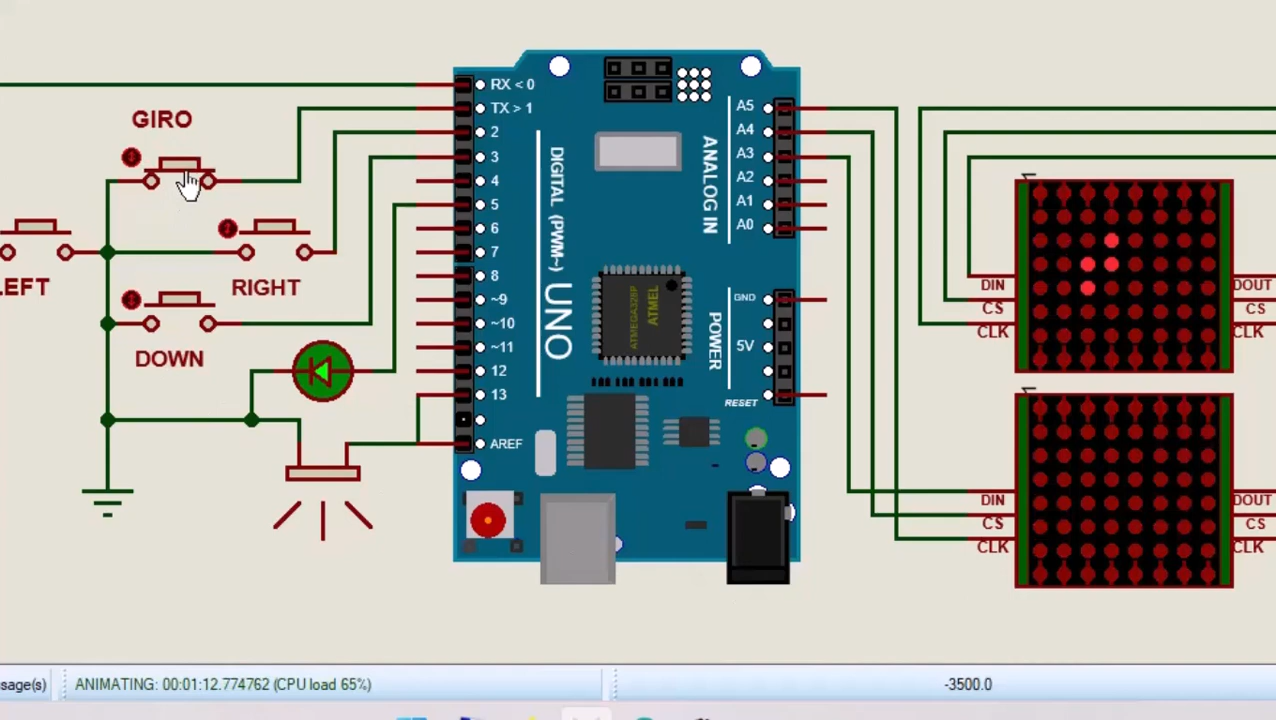 GIRO
LEFT
RIGHT
DOWN
RX < 0
TX > 1
2
3
4
5
6
7
8
~9
~10
~11
12
13
AREF
DIGITAL (PWM~)
UNO
ANALOG IN
A5
A4
A3
A2
A1
A0
ATMEGA328P
ATMEL
POWER
GND
5V
RESET
DIN
CS
CLK
DOUT
CS
CLK
DIN
CS
CLK
DOUT
CS
CLK
sage(s)
ANIMATING: 00:01:12.774762 (CPU load 65%)
-3500.0